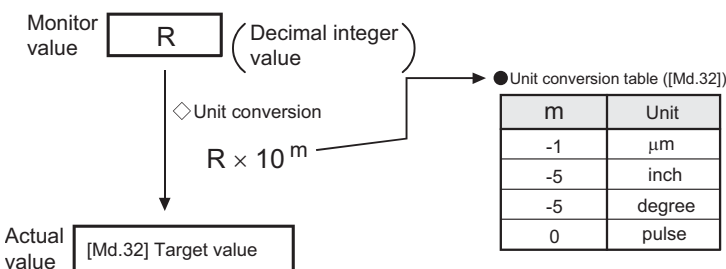 Monitor
value
R
Decimal integer
value
◇Unit conversion
R × 10 m
●Unit conversion table ([Md.32])
m Unit
-1 μm
-5 inch
-5 degree
0 pulse
Actual
value
[Md.32] Target value